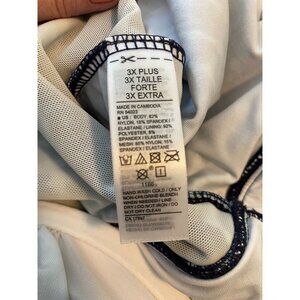 3X PLUS
3X TAILLE
FORTE
3X EXTRA
MADE IN CAMBODIA
RN 54023
US : BODY: 82%
NYLON, 18% SPANDEX /
ELASTANE / LINING: 92%
POLYESTER, 8%
SPANDEX / ELASTANE /
MESH: 85% NYLON, 15%
SPANDEX / ELASTANE
HAND WASH COLD / ONLY
NON-CHLORINE BLEACH
WHEN NEEDED / LINE
DRY / DO NOT IRON / DO
NOT DRY CLEAN